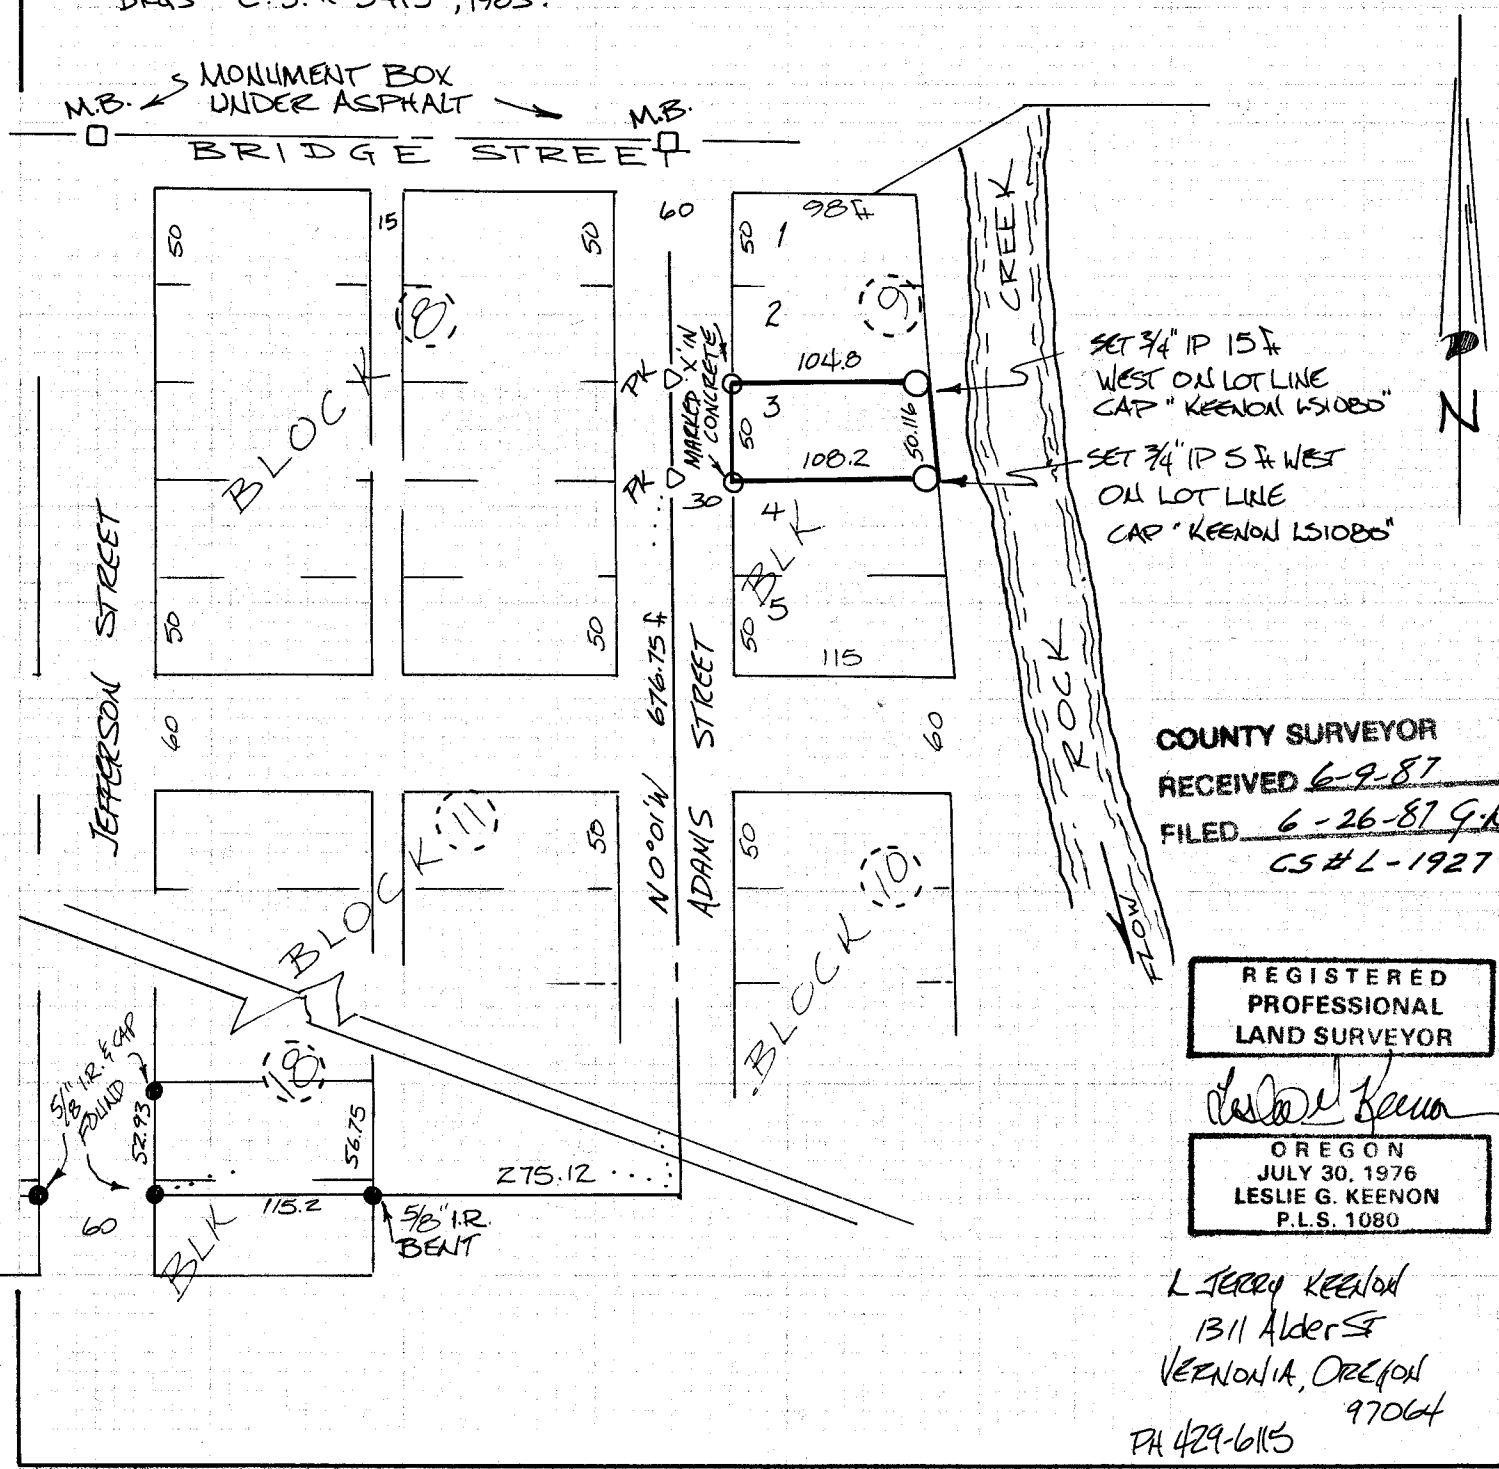 MONUMENT BOX
UNDER ASPHALT
M.B.
M.B.
BRIDGE STREET
50
15
50
60
98 ft
50
1
8
2
9
BLOCK
PK
MARKED 'X' IN
CONCRETE
104.8
3
50
50.116
108.2
PK
30
4
BLK
5
50
50
50
115
CREEK
ROCK
FLOW
SET 3/4" IP 15 ft
WEST ON LOT LINE
CAP "KEENON LS1080"
SET 3/4" IP 5 ft WEST
ON LOT LINE
CAP "KEENON LS1080"
N
JEFFERSON STREET
60
N 0°01'W 676.75 ft
ADAMS STREET
60
BLOCK
11
50
50
BLOCK
10
COUNTY SURVEYOR
RECEIVED 6-9-87
FILED 6-26-87
CS # L-1927
REGISTERED
PROFESSIONAL
LAND SURVEYOR
OREGON
JULY 30, 1976
LESLIE G. KEENON
P.L.S. 1080
5/8" I.R. & CAP
FOUND
52.93
18
56.75
275.12
115.2
60
BLK
5/8" I.R.
BENT
L JERRY KEENON
1311 Alder ST
VERNONIA, OREGON
97064
PH 429-6115